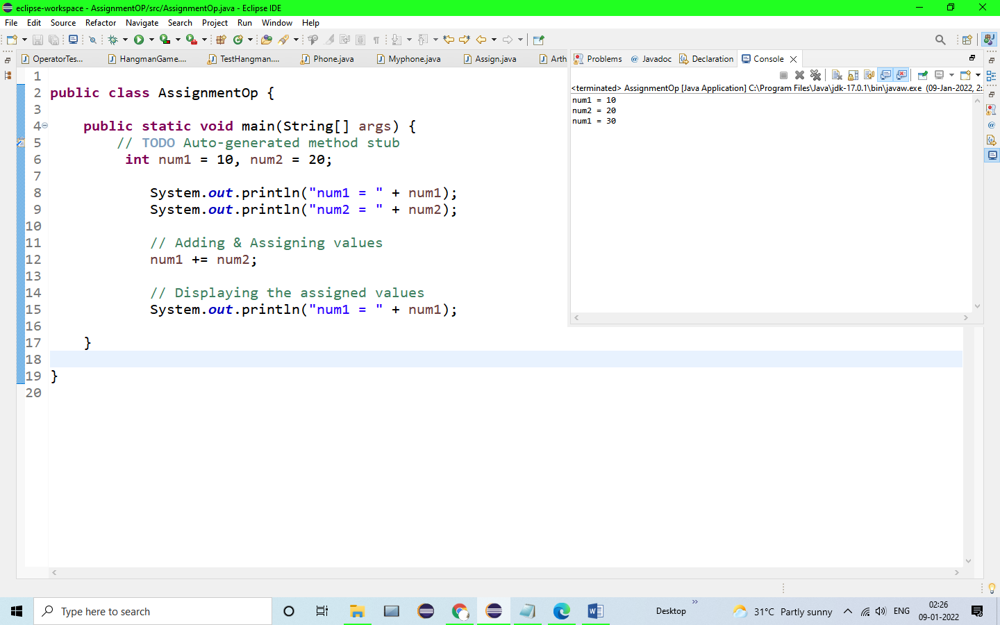 eclipse-workspace - AssignmentOP/src/AssignmentOp.java - Eclipse IDE
File Edit Source Refactor Navigate Search Project Run Window Help
OperatorTes... HangmanGame.... TestHangman.... Phone.java Myphone.java Assign.java Arth
Problems @ Javadoc Declaration Console
<terminated> AssignmentOp [Java Application] C:\Program Files\Java\jdk-17.0.1\bin\javaw.exe (09-Jan-2022, 2:
num1 = 10
num2 = 20
num1 = 30
1
2 public class AssignmentOp {
3
4 public static void main(String[] args) {
5 // TODO Auto-generated method stub
6 int num1 = 10, num2 = 20;
7
8 System.out.println("num1 = " + num1);
9 System.out.println("num2 = " + num2);
10
11 // Adding & Assigning values
12 num1 += num2;
13
14 // Displaying the assigned values
15 System.out.println("num1 = " + num1);
16
17 }
18
19 }
20
Type here to search
Desktop
31°C Partly sunny
ENG
02:26
09-01-2022